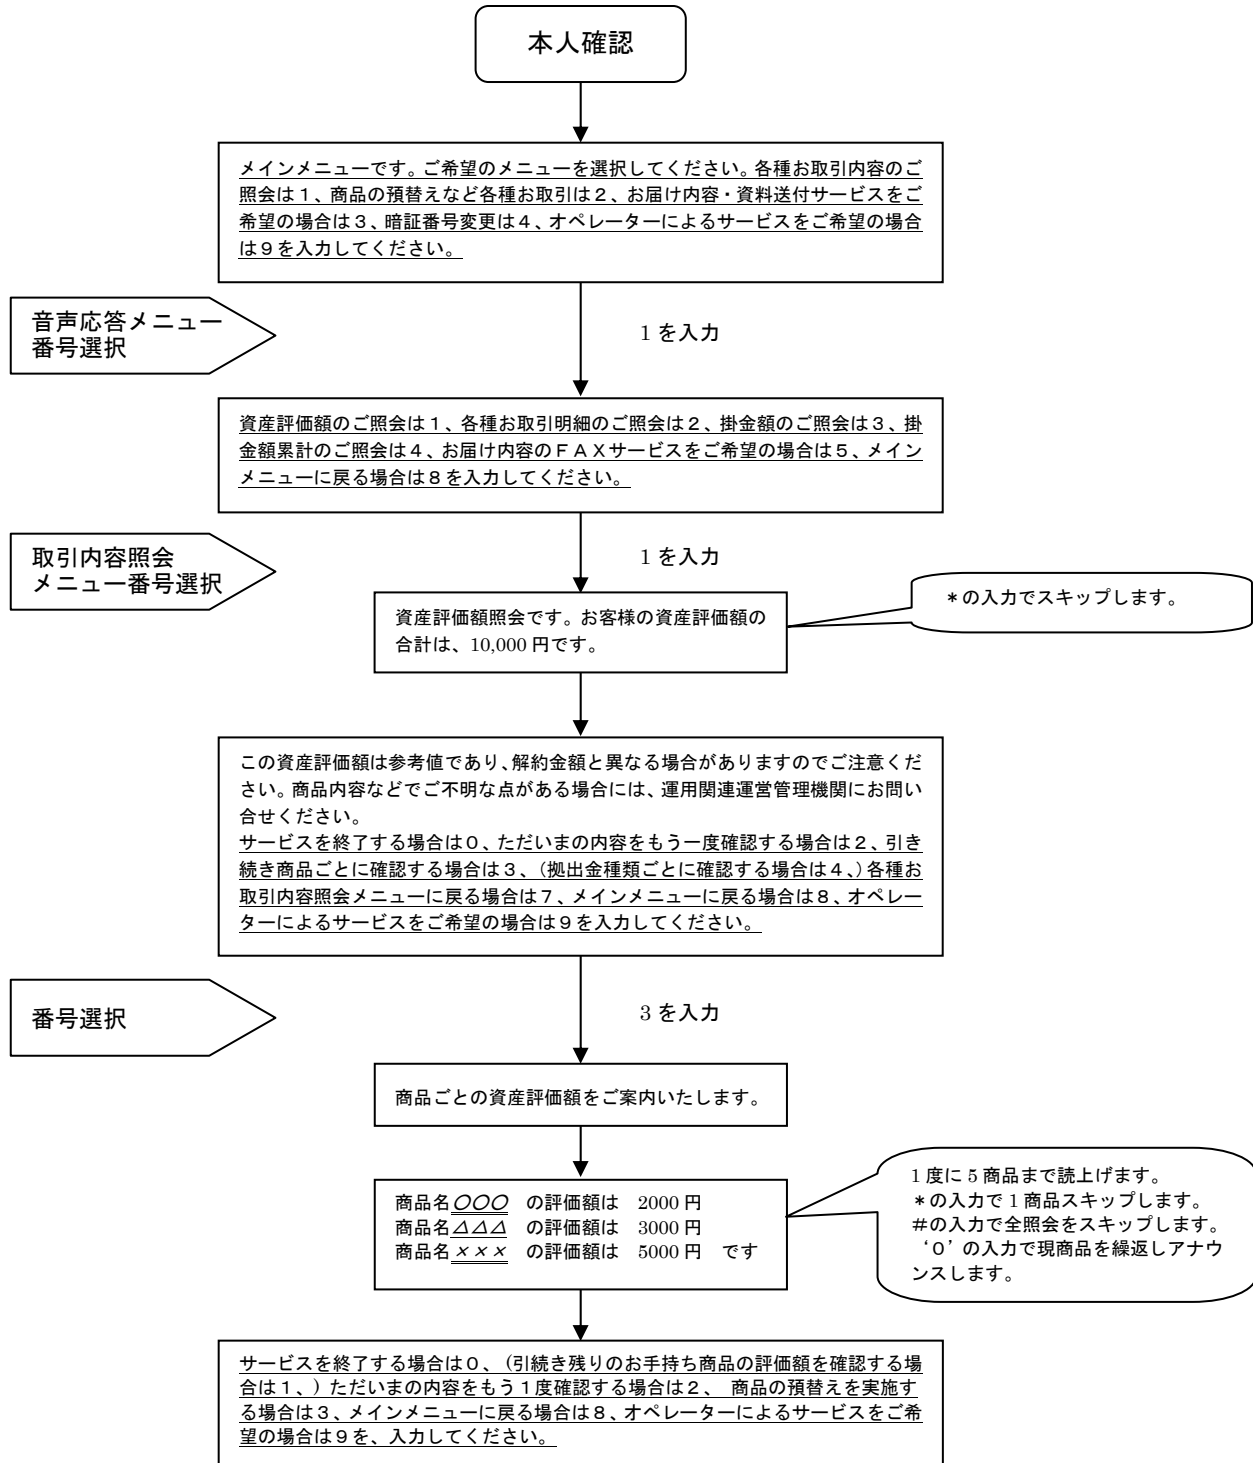 本人確認
メインメニューです。ご希望のメニューを選択してください。各種お取引内容のご
照会は１、商品の預替えなど各種お取引は２、お届け内容・資料送付サービスをご
希望の場合は３、暗証番号変更は４、オペレーターによるサービスをご希望の場合
は９を入力してください。
音声応答メニュー
番号選択
1 を入力
資産評価額のご照会は１、各種お取引明細のご照会は２、掛金額のご照会は３、掛
金額累計のご照会は４、お届け内容のＦＡＸサービスをご希望の場合は５、メイン
メニューに戻る場合は８を入力してください。
取引内容照会
メニュー番号選択
1 を入力
資産評価額照会です。お客様の資産評価額の
合計は、10,000 円です。
＊の入力でスキップします。
この資産評価額は参考値であり、解約金額と異なる場合がありますのでご注意くだ
さい。商品内容などでご不明な点がある場合には、運用関連運営管理機関にお問い
合せください。
サービスを終了する場合は０、ただいまの内容をもう一度確認する場合は２、引き
続き商品ごとに確認する場合は３、（拠出金種類ごとに確認する場合は４、）各種お
取引内容照会メニューに戻る場合は７、メインメニューに戻る場合は８、オペレー
ターによるサービスをご希望の場合は９を入力してください。
番号選択
3 を入力
商品ごとの資産評価額をご案内いたします。
商品名〇〇〇　の評価額は　2000 円
商品名△△△　の評価額は　3000 円
商品名×××　の評価額は　5000 円　です
1 度に 5 商品まで読上げます。
＊の入力で 1 商品スキップします。
＃の入力で全照会をスキップします。
‘０’の入力で現商品を繰返しアナウ
ンスします。
サービスを終了する場合は０、（引続き残りのお手持ち商品の評価額を確認する場
合は１、）ただいまの内容をもう１度確認する場合は２、 商品の預替えを実施す
る場合は３、メインメニューに戻る場合は８、オペレーターによるサービスをご希
望の場合は９を、入力してください。